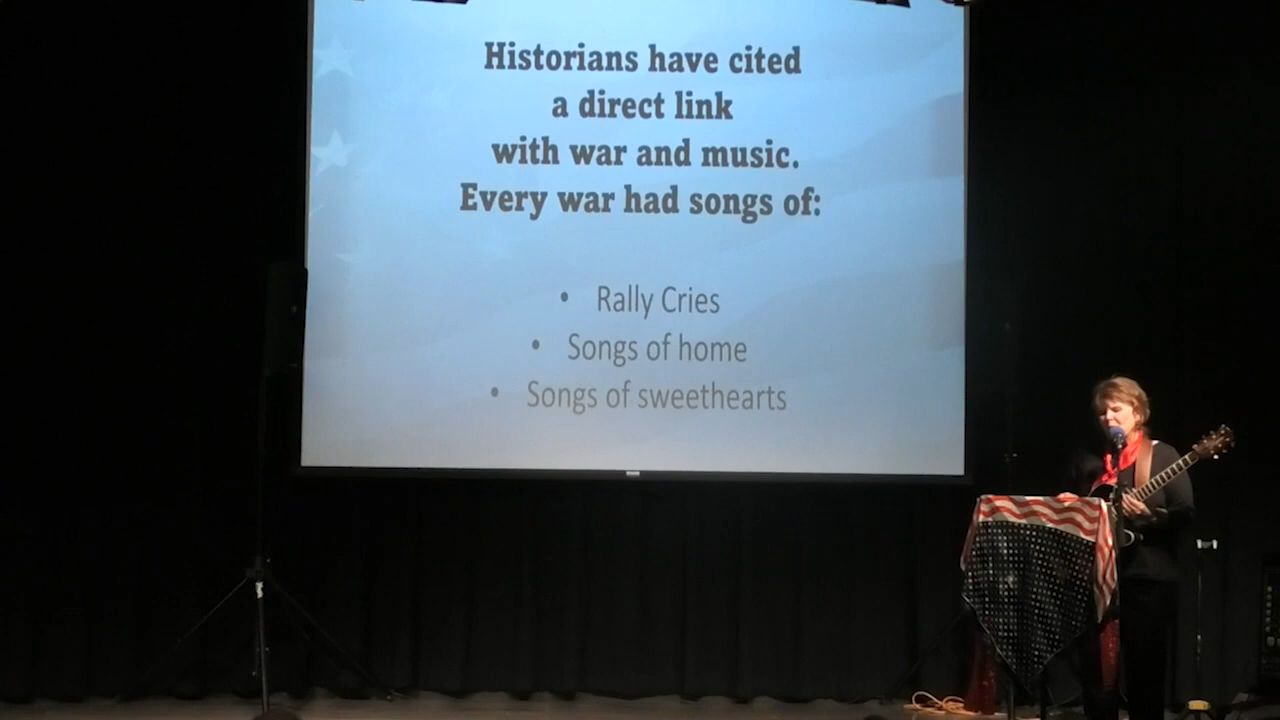 Historians have cited
a direct link
with war and music.
Every war had songs of:
• Rally Cries
• Songs of home
• Songs of sweethearts